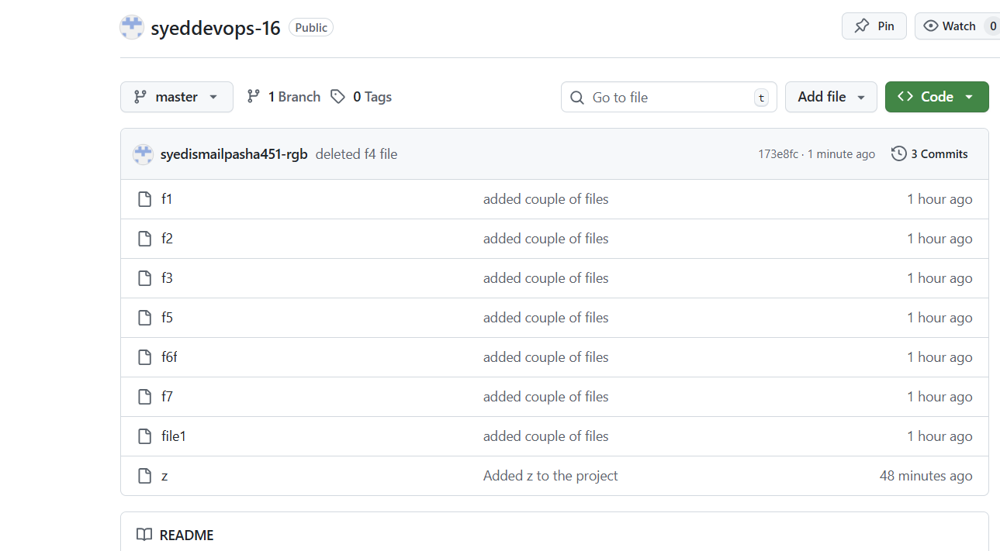 syeddevops-16 Public Pin Watch 0
master 1 Branch 0 Tags Go to file t Add file Code
syedismailpasha451-rgb deleted f4 file 173e8fc · 1 minute ago 3 Commits
f1 added couple of files 1 hour ago
f2 added couple of files 1 hour ago
f3 added couple of files 1 hour ago
f5 added couple of files 1 hour ago
f6f added couple of files 1 hour ago
f7 added couple of files 1 hour ago
file1 added couple of files 1 hour ago
z Added z to the project 48 minutes ago
README